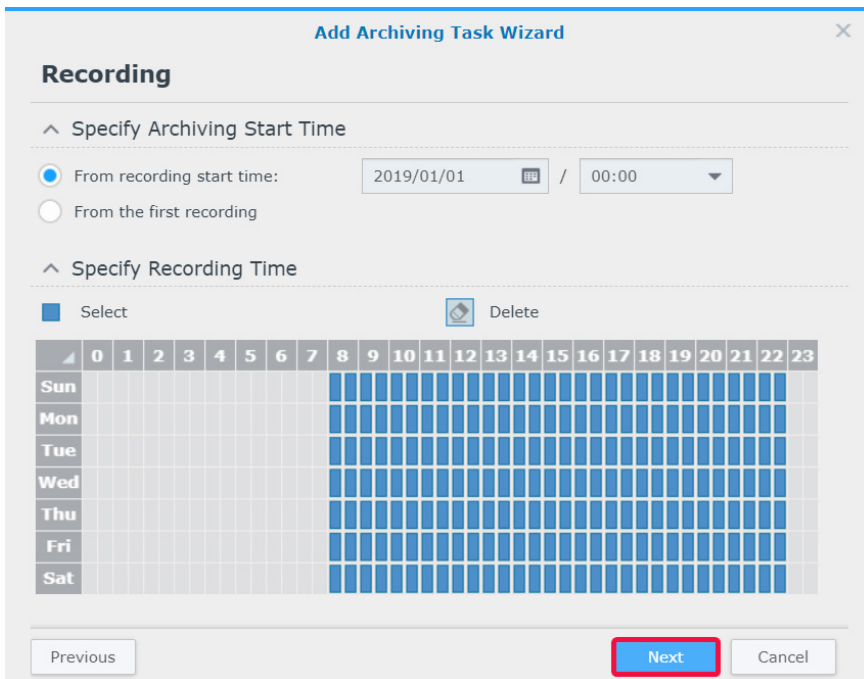 Add Archiving Task Wizard
Recording
Specify Archiving Start Time
From recording start time: 2019/01/01 / 00:00
From the first recording
Specify Recording Time
Select Delete
0 1 2 3 4 5 6 7 8 9 10 11 12 13 14 15 16 17 18 19 20 21 22 23
Sun
Mon
Tue
Wed
Thu
Fri
Sat
Previous Next Cancel